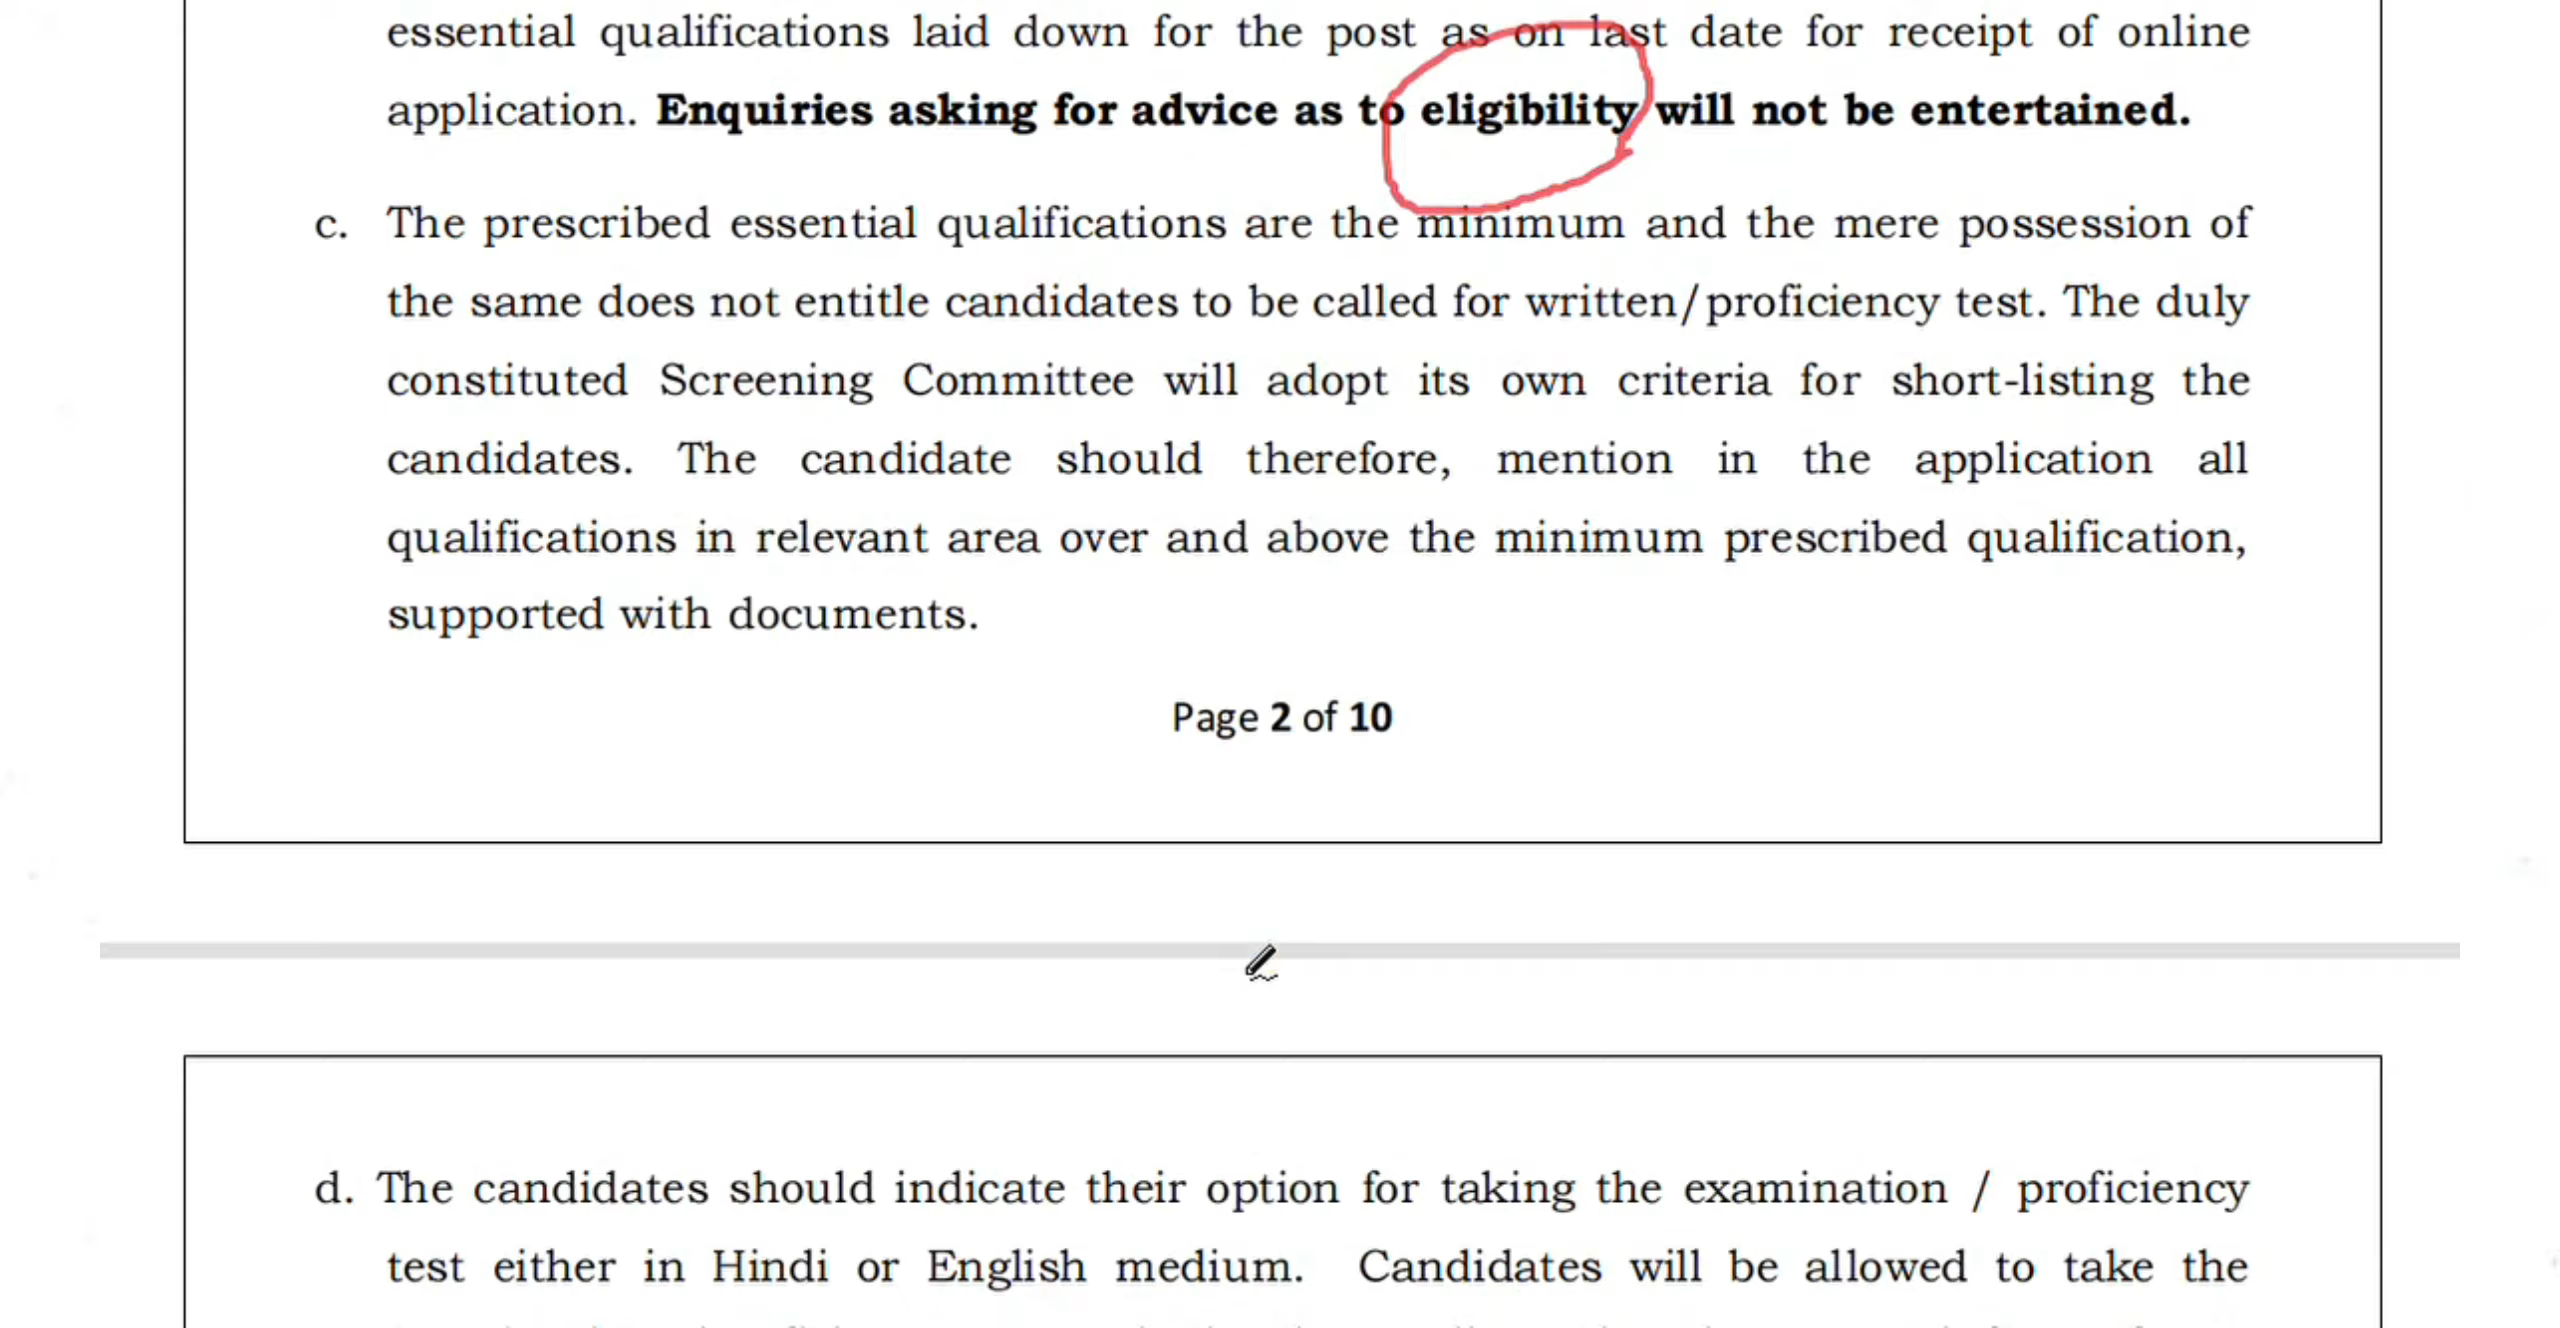 essential qualifications laid down for the post as on last date for receipt of online
application. Enquiries asking for advice as to eligibility will not be entertained.
c. The prescribed essential qualifications are the minimum and the mere possession of
the same does not entitle candidates to be called for written/proficiency test. The duly
constituted Screening Committee will adopt its own criteria for short-listing the
candidates. The candidate should therefore, mention in the application all
qualifications in relevant area over and above the minimum prescribed qualification,
supported with documents.
Page 2 of 10
d. The candidates should indicate their option for taking the examination / proficiency
test either in Hindi or English medium. Candidates will be allowed to take the